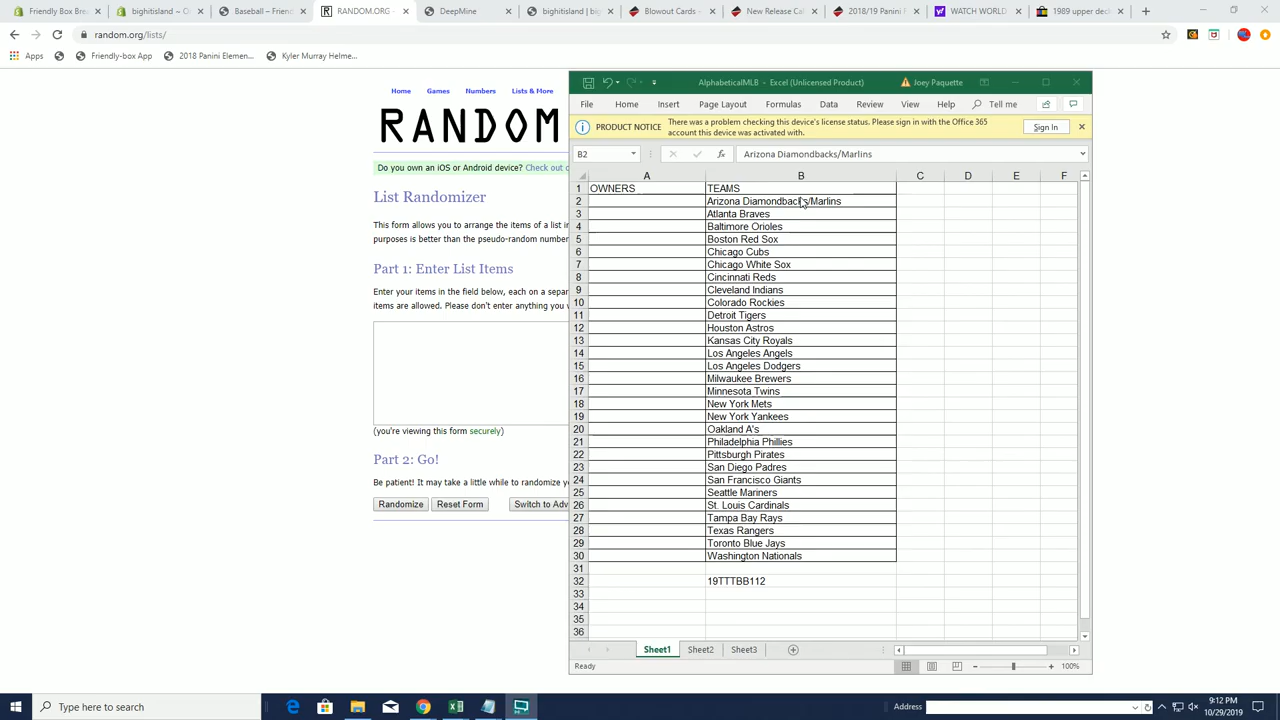 Friendly Box Bre
bighitisland – c
Baseball – Frien
RANDOM.ORG -
DeepMine
bighitisland | big
Blowout Cards -
New Release Ca
2018/19 Panini
WATCH WORLD
1989 upper deck
random.org/lists/
Apps
Friendly-box App
2018 Panini Elemen...
Kyler Murray Helme...
Home Games Numbers Lists & More
RANDOM
Do you own an iOS or Android device? Check out o
List Randomizer
This form allows you to arrange the items of a list i
purposes is better than the pseudo-random number
Part 1: Enter List Items
Enter your items in the field below, each on a separ
items are allowed. Please don't enter anything you
(you're viewing this form securely)
Part 2: Go!
Be patient! It may take a little while to randomize y
Randomize Reset Form Switch to Adv
AlphabeticalMLB - Excel (Unlicensed Product)
Joey Paquette
File Home Insert Page Layout Formulas Data Review View Help Tell me
PRODUCT NOTICE There was a problem checking this device's license status. Please sign in with the Office 365
account this device was activated with.
Sign In
B2 fx Arizona Diamondbacks/Marlins
A B C D E F
1 OWNERS TEAMS
2 Arizona Diamondbacks/Marlins
3 Atlanta Braves
4 Baltimore Orioles
5 Boston Red Sox
6 Chicago Cubs
7 Chicago White Sox
8 Cincinnati Reds
9 Cleveland Indians
10 Colorado Rockies
11 Detroit Tigers
12 Houston Astros
13 Kansas City Royals
14 Los Angeles Angels
15 Los Angeles Dodgers
16 Milwaukee Brewers
17 Minnesota Twins
18 New York Mets
19 New York Yankees
20 Oakland A's
21 Philadelphia Phillies
22 Pittsburgh Pirates
23 San Diego Padres
24 San Francisco Giants
25 Seattle Mariners
26 St. Louis Cardinals
27 Tampa Bay Rays
28 Texas Rangers
29 Toronto Blue Jays
30 Washington Nationals
31
32 19TTTBB112
33
34
35
36
Sheet1 Sheet2 Sheet3
Ready
100%
Type here to search
Address
9:12 PM
10/29/2019